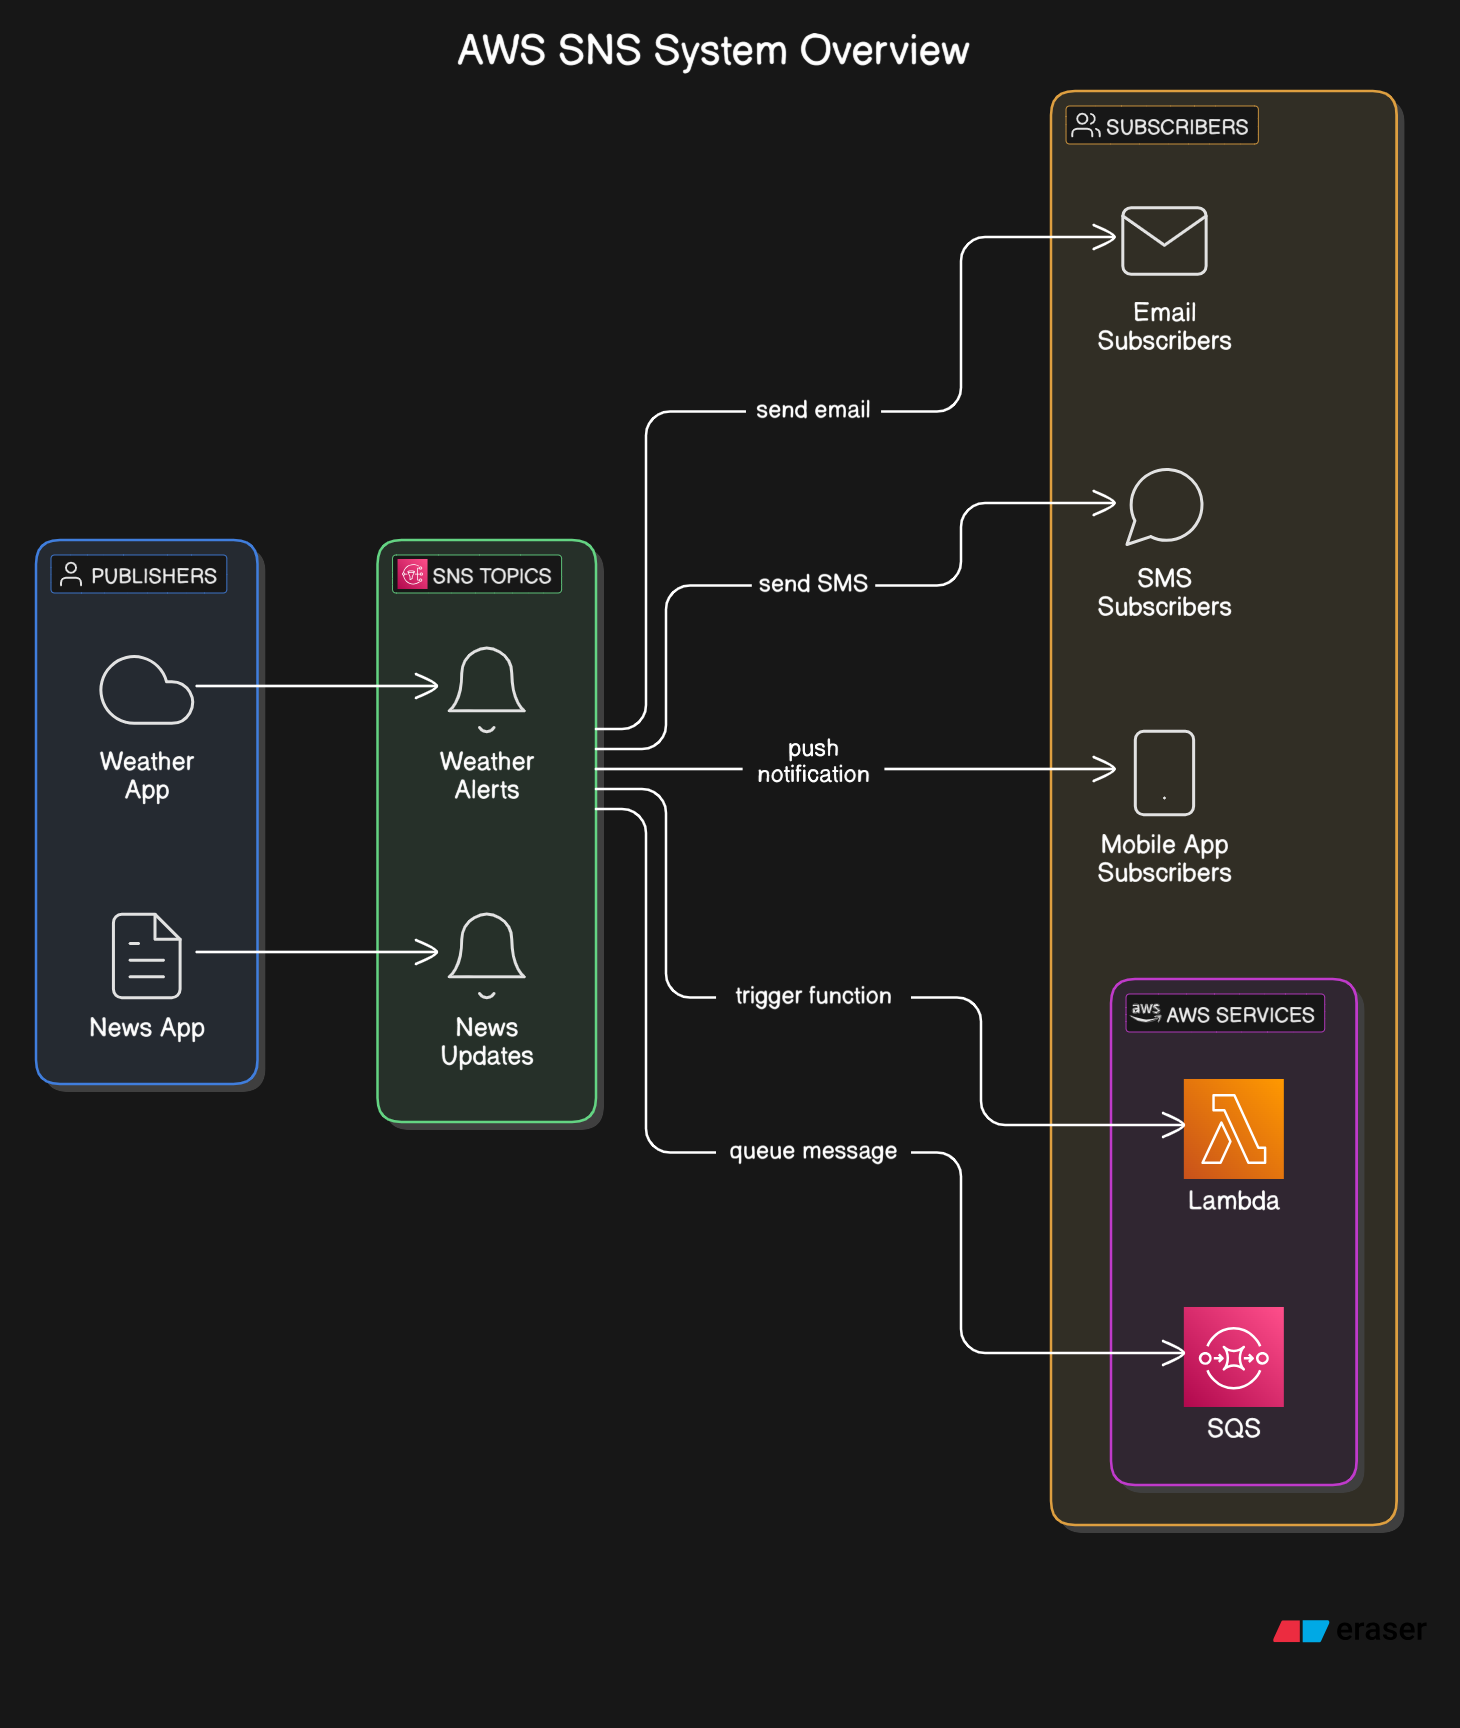 AWS SNS System Overview
SUBSCRIBERS
Email
Subscribers
send email
SMS
Subscribers
send SMS
PUBLISHERS
SNS TOPICS
Weather
App
Weather
Alerts
push
notification
Mobile App
Subscribers
News App
News
Updates
trigger function
aws
AWS SERVICES
Lambda
queue message
SQS
eraser